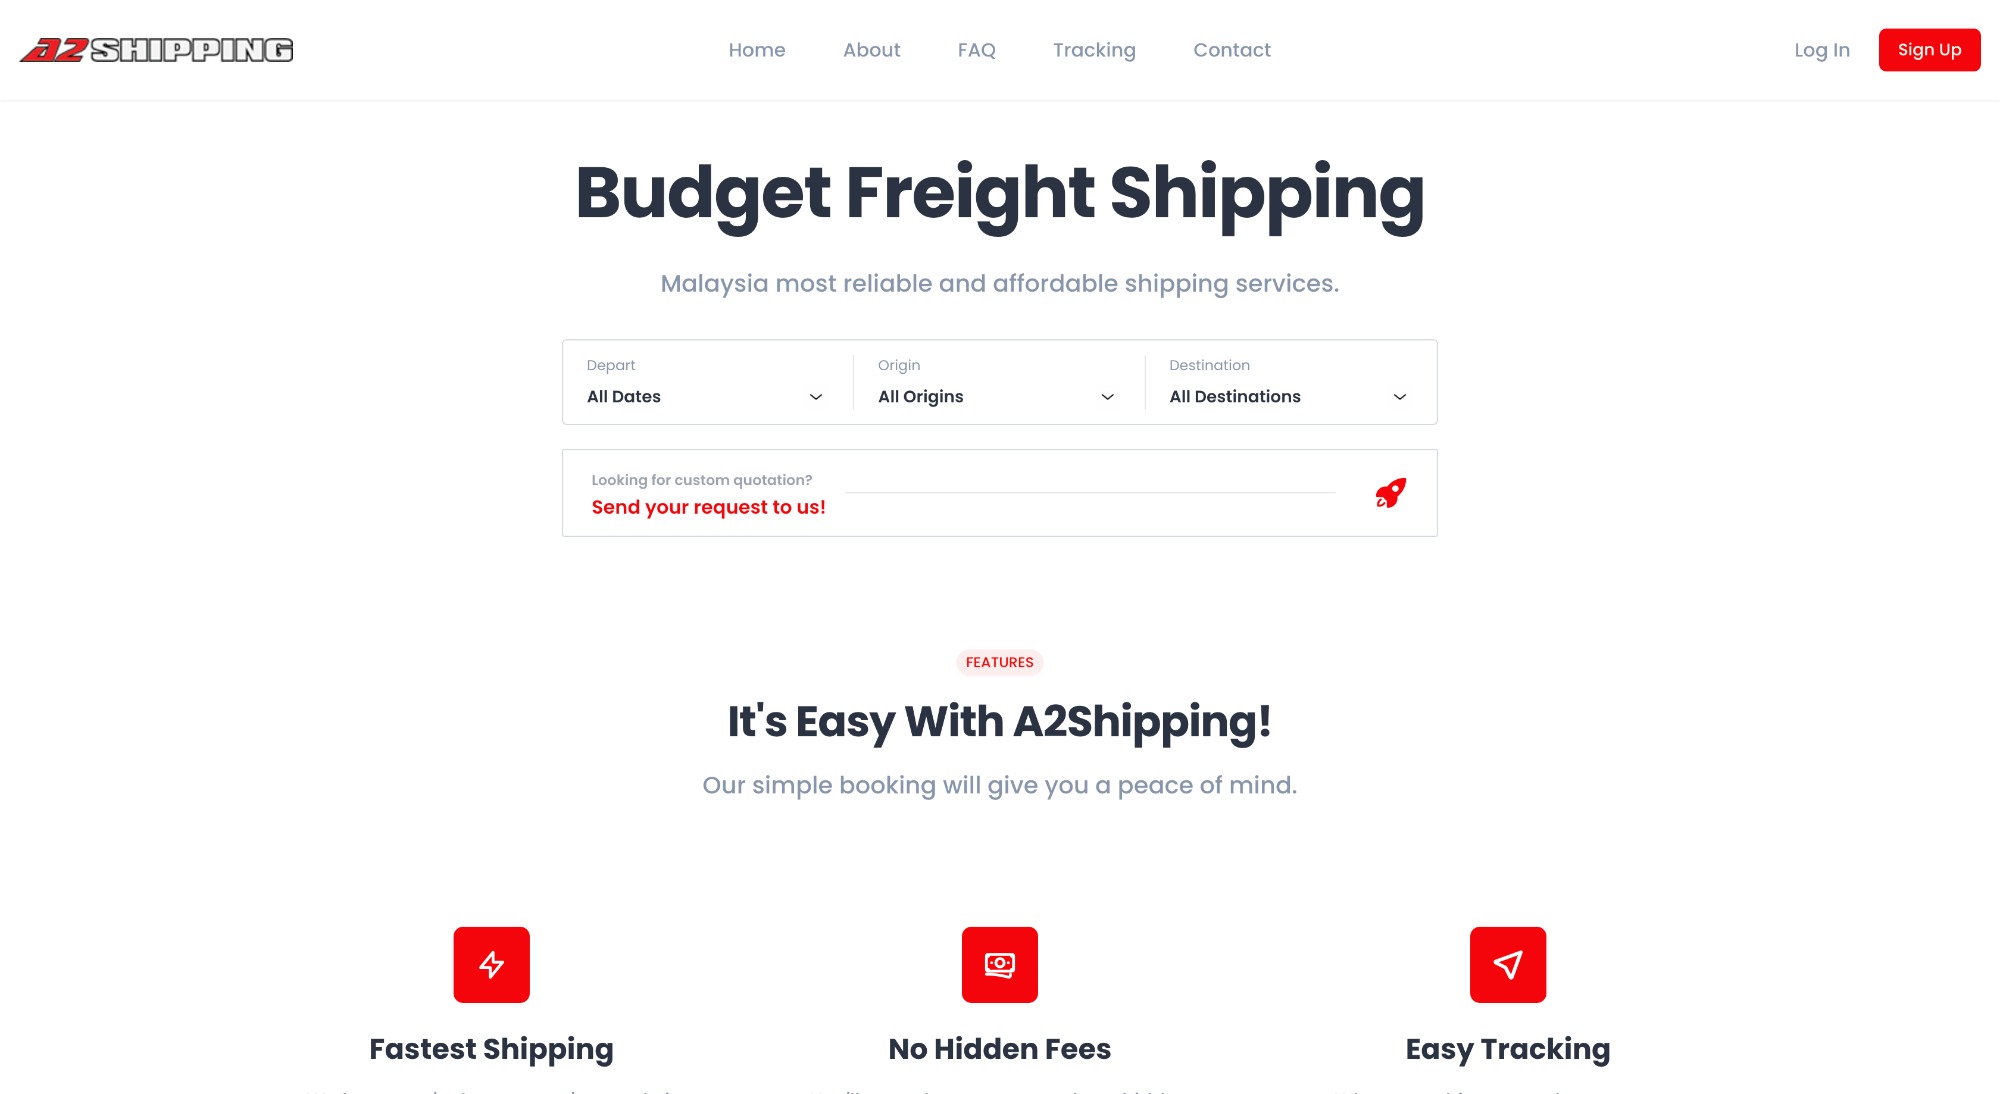 A2SHIPPING
Home About FAQ Tracking Contact
Log In Sign Up
Budget Freight Shipping
Malaysia most reliable and affordable shipping services.
Depart Origin Destination
All Dates All Origins All Destinations
Looking for custom quotation?
Send your request to us!
FEATURES
It's Easy With A2Shipping!
Our simple booking will give you a peace of mind.
Fastest Shipping No Hidden Fees Easy Tracking